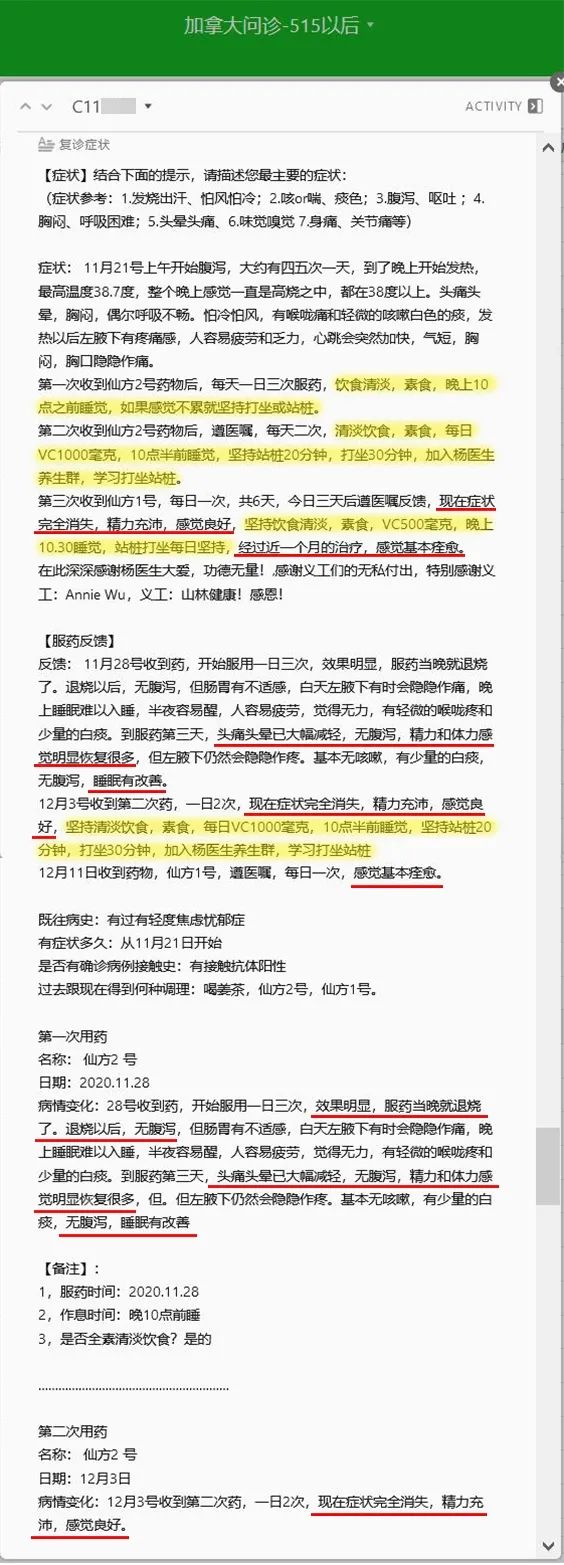 加拿大问诊-515以后
C11
ACTIVITY
复诊症状
【症状】结合下面的提示，请描述您最主要的症状：
（症状参考：1.发烧出汗、怕风怕冷；2.咳or喘、痰色；3.腹泻、呕吐；4.
胸闷、呼吸困难；5.头晕头痛、6.味觉嗅觉 7.身痛、关节痛等）
症状： 11月21号上午开始腹泻，大约有四五次一天，到了晚上开始发热，
最高温度38.7度，整个晚上感觉一直是高烧之中，都在38度以上。头痛头
晕，胸闷，偶尔呼吸不畅。怕冷怕风，有喉咙痛和轻微的咳嗽白色的痰，发
热以后左腋下有疼痛感，人容易疲劳和乏力，心跳会突然加快，气短，胸
闷，胸口隐隐作痛。
第一次收到仙方2号药物后，每天一日三次服药，饮食清淡，素食，晚上10
点之前睡觉，如果感觉不累就坚持打坐或站桩。
第二次收到仙方2号药物后，遵医嘱，每天二次，清淡饮食，素食，每日
VC1000毫克，10点半前睡觉，坚持站桩20分钟，打坐30分钟，加入杨医生
养生群，学习打坐站桩。
第三次收到仙方1号，每日一次，共6天，今日三天后遵医嘱反馈，现在症状
完全消失，精力充沛，感觉良好，坚持饮食清淡，素食，VC500毫克，晚上
10.30睡觉，站桩打坐每日坚持，经过近一个月的治疗，感觉基本痊愈。
在此深深感谢杨医生大爱，功德无量！.感谢义工们的无私付出，特别感谢义
工：Annie Wu，义工：山林健康！感恩！
【服药反馈】
反馈： 11月28号收到药，开始服用一日三次，效果明显，服药当晚就退烧
了。退烧以后，无腹泻，但肠胃有不适感，白天左腋下有时会隐隐作痛，晚
上睡眠难以入睡，半夜容易醒，人容易疲劳，觉得无力，有轻微的喉咙疼和
少量的白痰。到服药第三天，头痛头晕已大幅减轻，无腹泻，精力和体力感
觉明显恢复很多，但左腋下仍然会隐隐作疼。基本无咳嗽，有少量的白痰，
无腹泻，睡眠有改善。
12月3号收到第二次药，一日2次，现在症状完全消失，精力充沛，感觉良
好，坚持清淡饮食，素食，每日VC1000毫克，10点半前睡觉，坚持站桩20
分钟，打坐30分钟，加入杨医生养生群，学习打坐站桩
12月11日收到药物，仙方1号，遵医嘱，每日一次，感觉基本痊愈。
既往病史：有过有轻度焦虑忧郁症
有症状多久：从11月21日开始
是否有确诊病例接触史：有接触抗体阳性
过去跟现在得到何种调理：喝姜茶，仙方2号，仙方1号。
第一次用药
名称： 仙方2 号
日期：2020.11.28
病情变化：28号收到药，开始服用一日三次，效果明显，服药当晚就退烧
了。退烧以后，无腹泻，但肠胃有不适感，白天左腋下有时会隐隐作痛，晚
上睡眠难以入睡，半夜容易醒，人容易疲劳，觉得无力，有轻微的喉咙疼和
少量的白痰。到服药第三天，头痛头晕已大幅减轻，无腹泻，精力和体力感
觉明显恢复很多，但。但左腋下仍然会隐隐作疼。基本无咳嗽，有少量的白
痰，无腹泻，睡眠有改善
【备注】：
1，服药时间：2020.11.28
2，作息时间：晚10点前睡
3，是否全素清淡饮食？是的
............................................................
第二次用药
名称： 仙方2 号
日期：12月3日
病情变化：12月3号收到第二次药，一日2次，现在症状完全消失，精力充
沛，感觉良好。